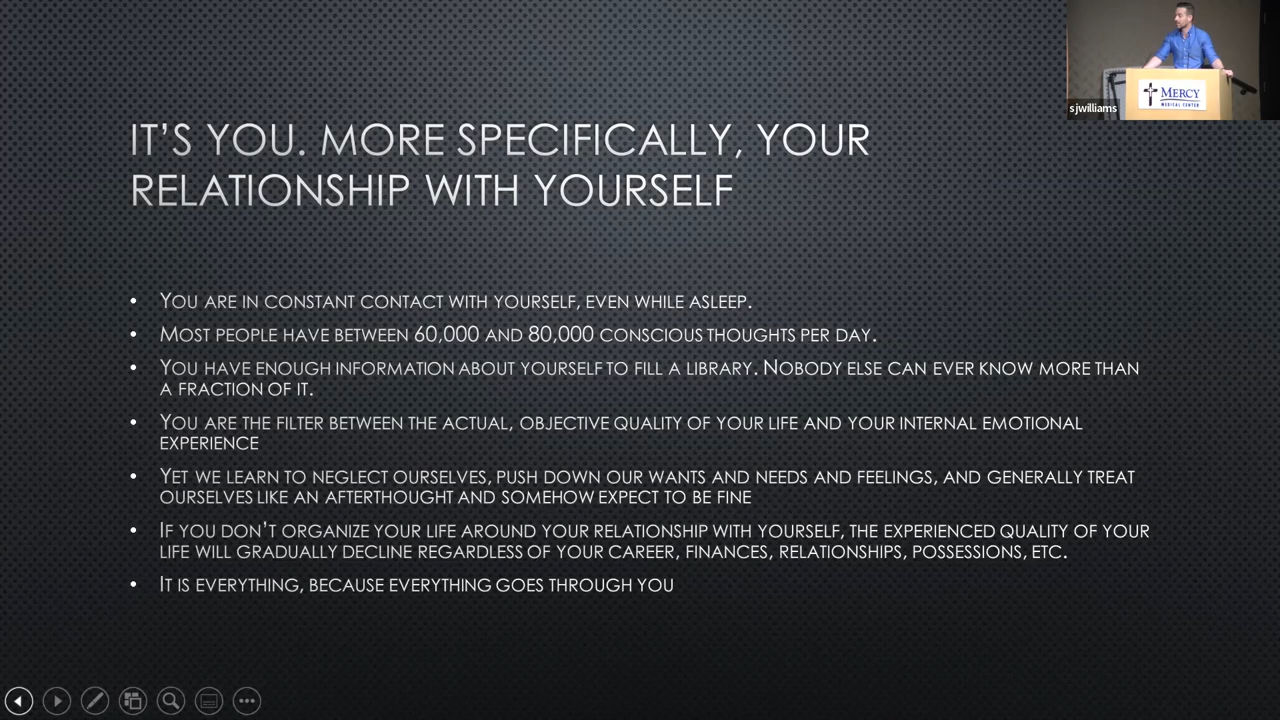 IT'S YOU. MORE SPECIFICALLY, YOUR
RELATIONSHIP WITH YOURSELF
• YOU ARE IN CONSTANT CONTACT WITH YOURSELF, EVEN WHILE ASLEEP.
• MOST PEOPLE HAVE BETWEEN 60,000 AND 80,000 CONSCIOUS THOUGHTS PER DAY.
• YOU HAVE ENOUGH INFORMATION ABOUT YOURSELF TO FILL A LIBRARY. NOBODY ELSE CAN EVER KNOW MORE THAN
A FRACTION OF IT.
• YOU ARE THE FILTER BETWEEN THE ACTUAL, OBJECTIVE QUALITY OF YOUR LIFE AND YOUR INTERNAL EMOTIONAL
EXPERIENCE
• YET WE LEARN TO NEGLECT OURSELVES, PUSH DOWN OUR WANTS AND NEEDS AND FEELINGS, AND GENERALLY TREAT
OURSELVES LIKE AN AFTERTHOUGHT AND SOMEHOW EXPECT TO BE FINE
• IF YOU DON'T ORGANIZE YOUR LIFE AROUND YOUR RELATIONSHIP WITH YOURSELF, THE EXPERIENCED QUALITY OF YOUR
LIFE WILL GRADUALLY DECLINE REGARDLESS OF YOUR CAREER, FINANCES, RELATIONSHIPS, POSSESSIONS, ETC.
• IT IS EVERYTHING, BECAUSE EVERYTHING GOES THROUGH YOU
MERCY
MEDICAL CENTER
sjwilliams